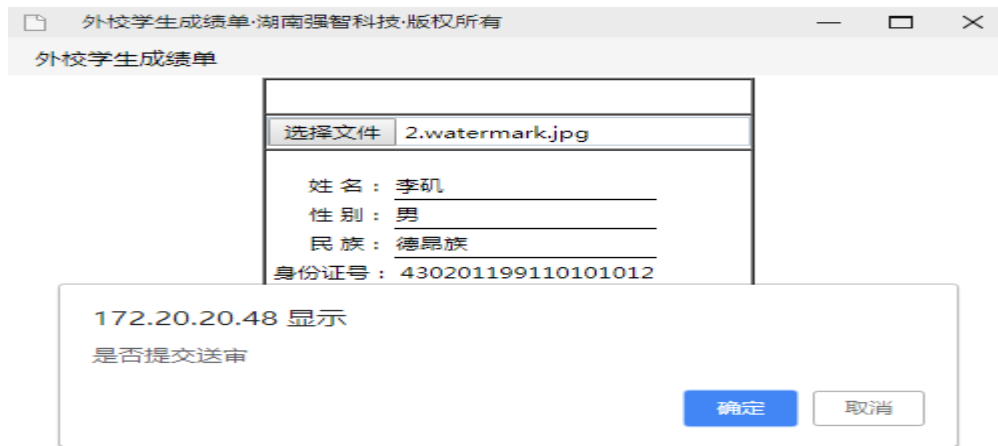 外校学生成绩单·湖南强智科技·版权所有
外校学生成绩单
选择文件 2.watermark.jpg
姓 名： 李矶
性 别： 男
民 族： 德昂族
身份证号： 430201199110101012
172.20.20.48 显示
是否提交送审
确定 取消